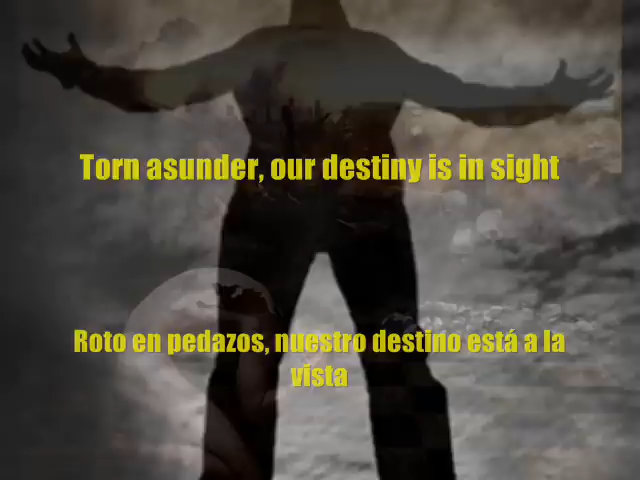 Torn asunder, our destiny is in sight
Roto en pedazos, nuestro destino está a la
vista